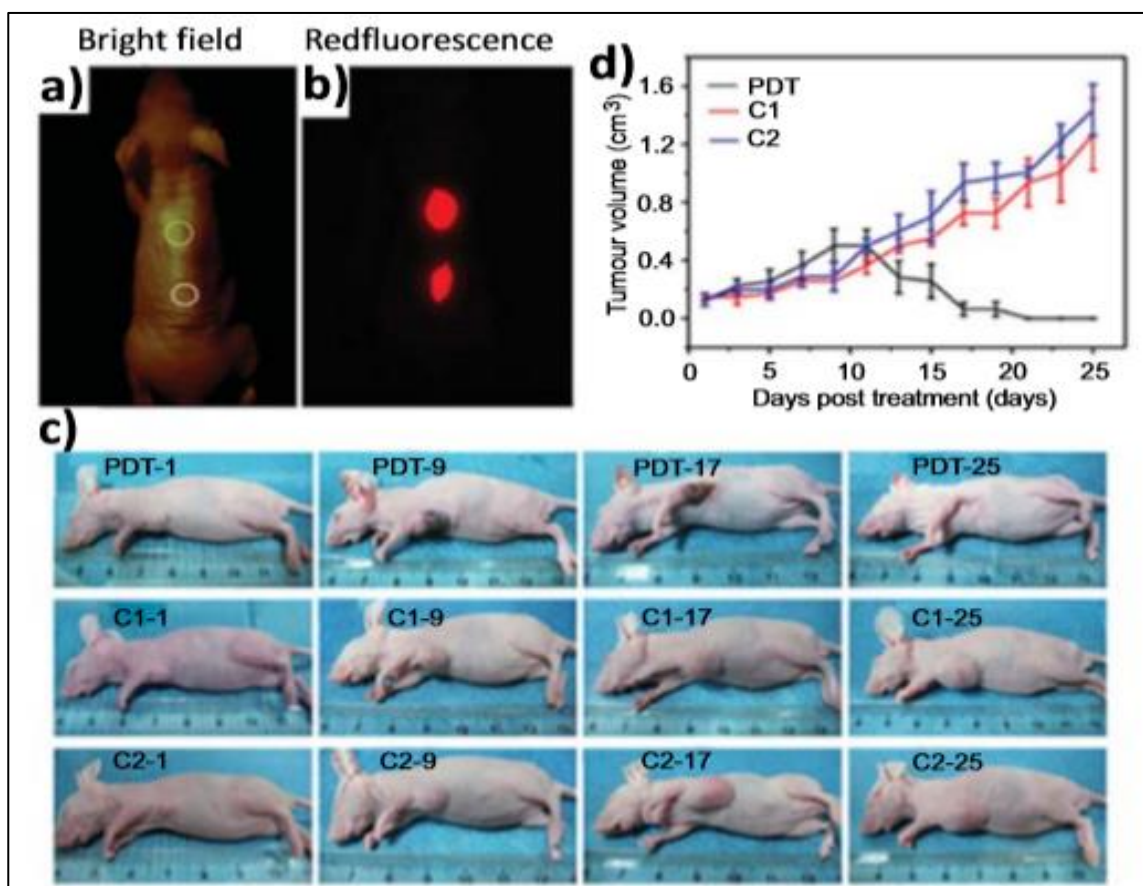 Bright field
Redfluorescence
a)
b)
d)
PDT
C1
C2
Tumour volume (cm³)
1.6
1.2
0.8
0.4
0.0
0 5 10 15 20 25
Days post treatment (days)
c)
PDT-1 PDT-9 PDT-17 PDT-25
C1-1 C1-9 C1-17 C1-25
C2-1 C2-9 C2-17 C2-25